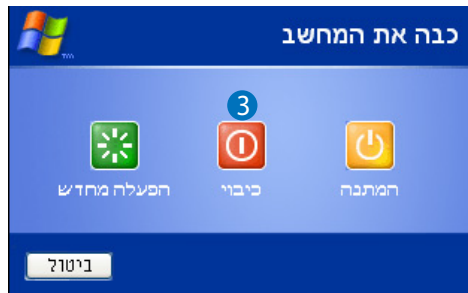 כבה את המחשב
3
המתנה
כיבוי
הפעלה מחדש
ביטול